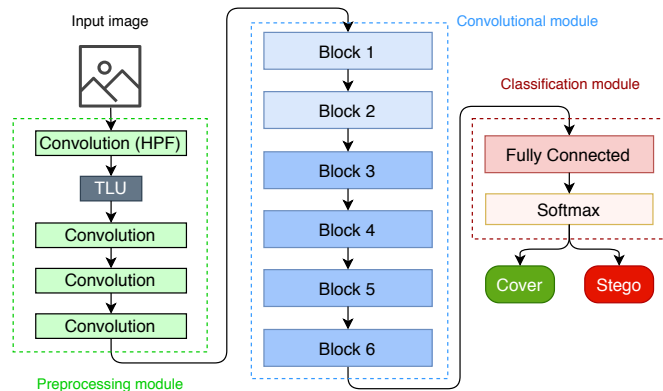 Input image
Convolution (HPF)
TLU
Convolution
Convolution
Convolution
Preprocessing module
Convolutional module
Block 1
Block 2
Block 3
Block 4
Block 5
Block 6
Classification module
Fully Connected
Softmax
Cover
Stego